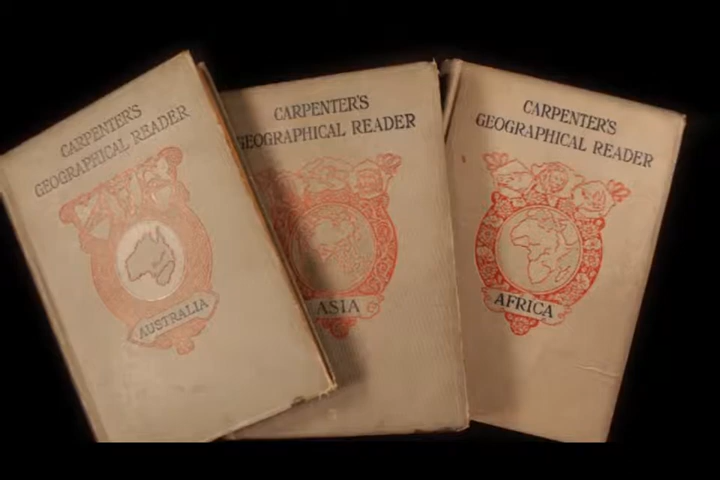 CARPENTER'S
GEOGRAPHICAL READER
AUSTRALIA
CARPENTER'S
GEOGRAPHICAL READER
ASIA
CARPENTER'S
GEOGRAPHICAL READER
AFRICA